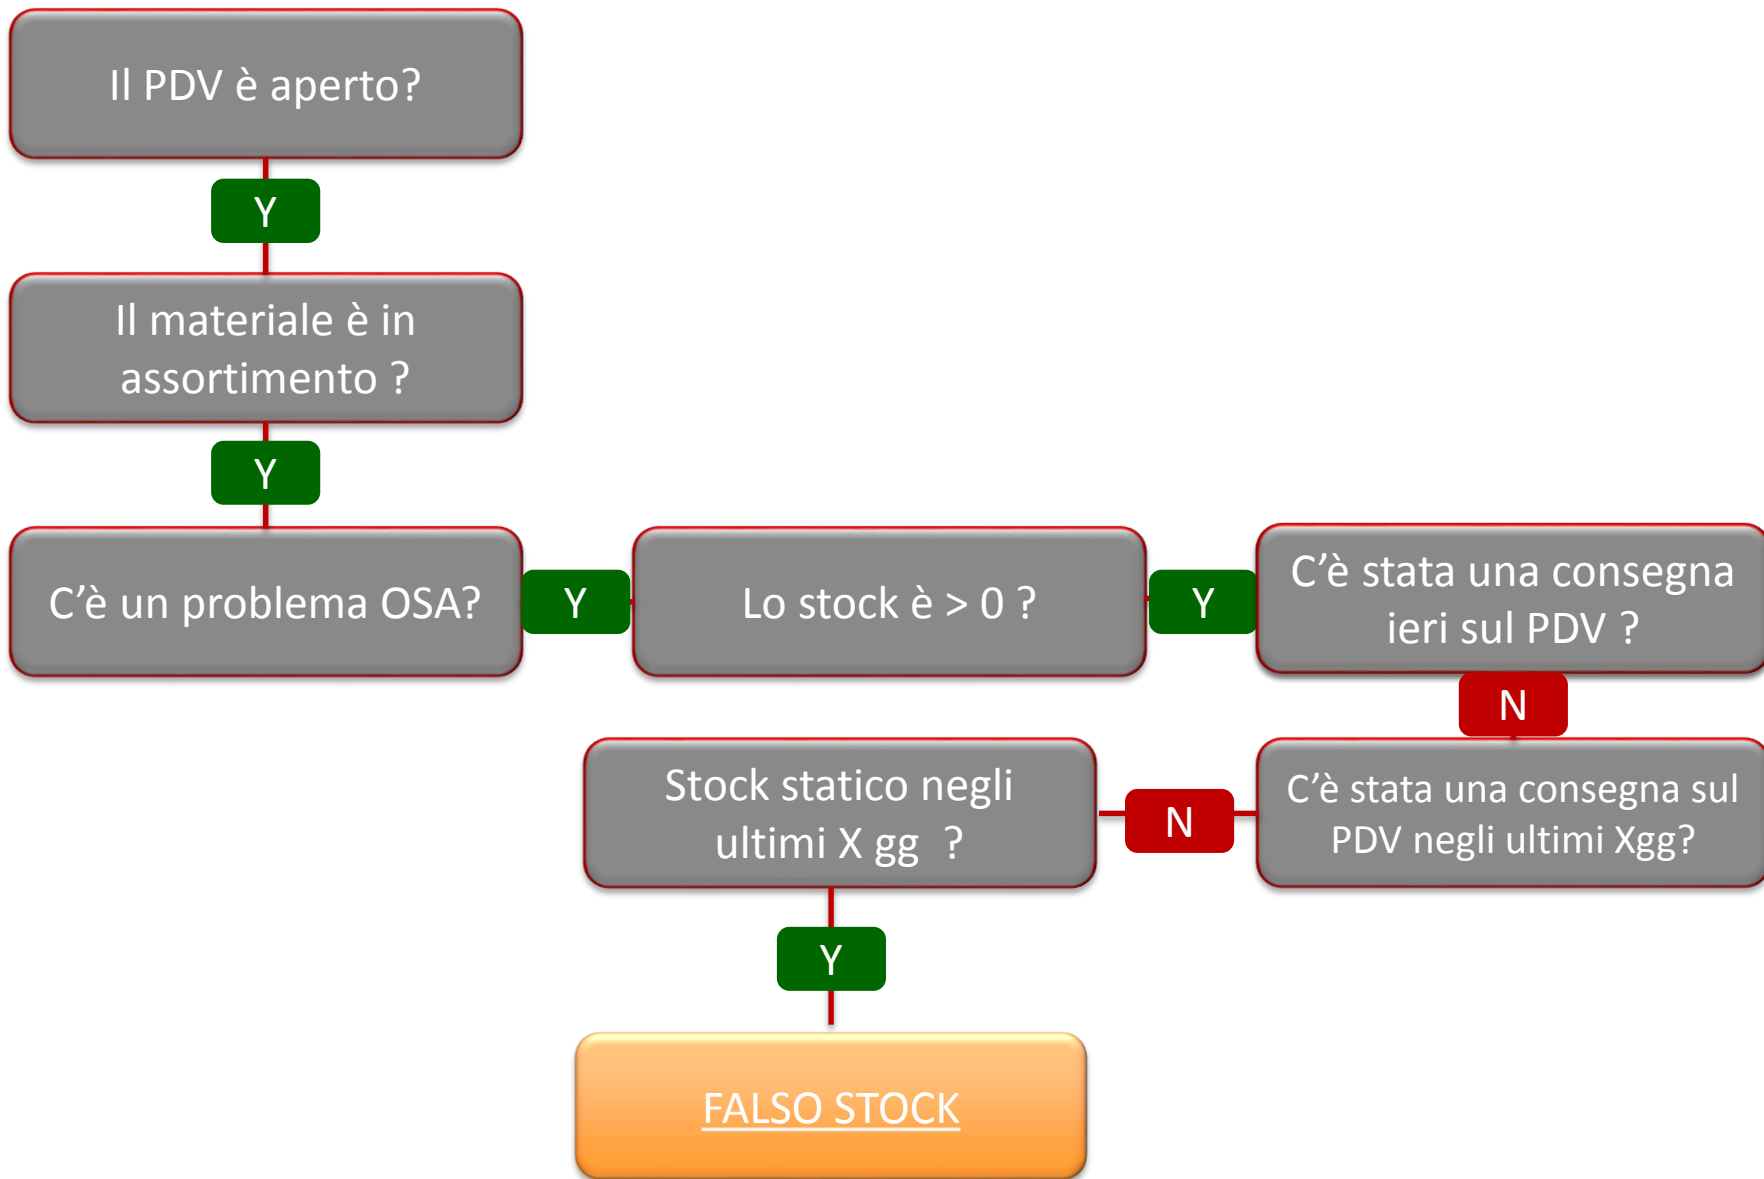 Il PDV è aperto?
Y
Il materiale è in
assortimento ?
Y
C’è un problema OSA?
Y
Lo stock è > 0 ?
Y
C’è stata una consegna
ieri sul PDV ?
N
C’è stata una consegna sul
PDV negli ultimi Xgg?
N
Stock statico negli
ultimi X gg  ?
Y
FALSO STOCK